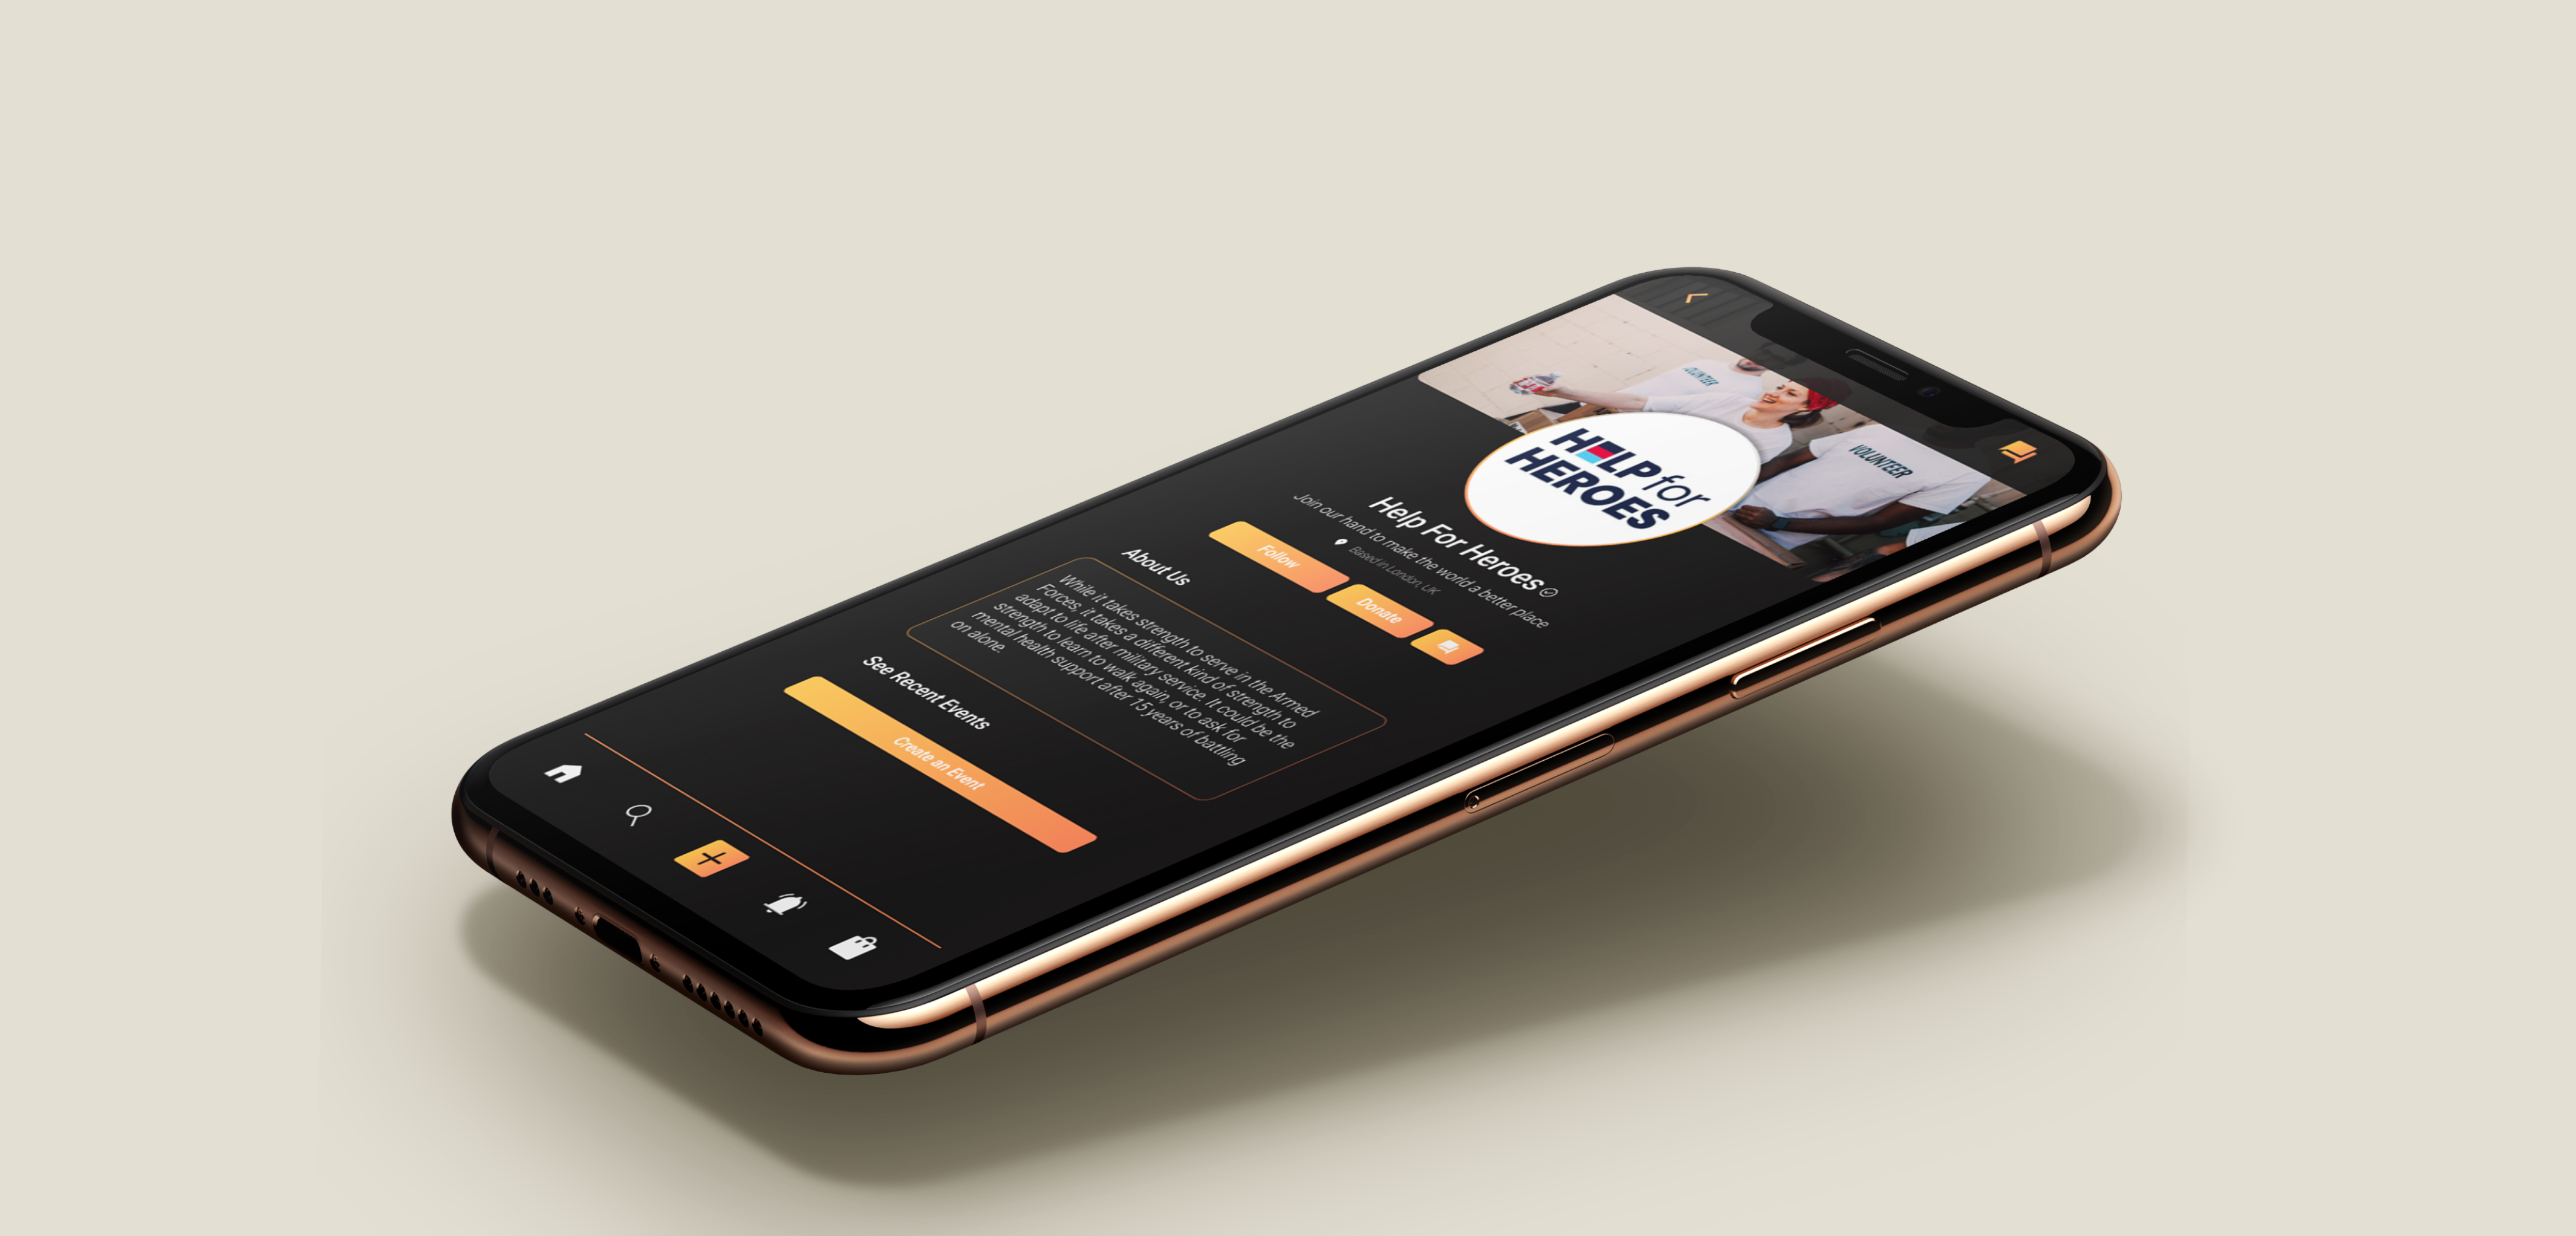 VOLUNTEER
VOLUNTEER
HELP for
HEROES
Help For Heroes
Join our hand to make the world a better place
Based in London, UK
Follow
Donate
About Us
While it takes strength to serve in the Armed
Forces, it takes a different kind of strength to
adapt to life after military service. It could be the
strength to learn to walk again, or to ask for
mental health support after 15 years of battling
on alone.
See Recent Events
Create an Event